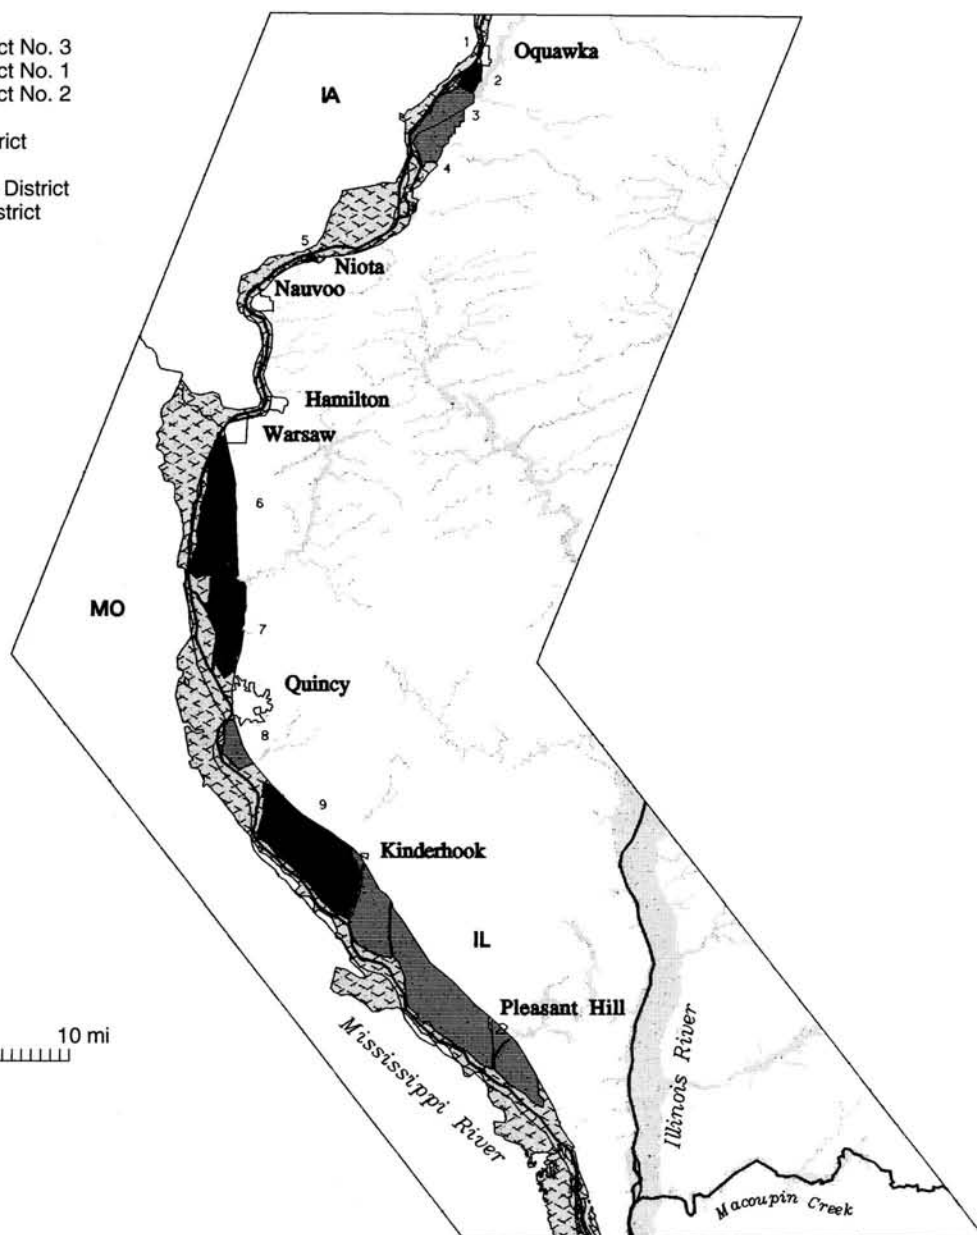 ct No. 3
ct No. 1
ct No. 2
rict
District
strict
1
Oquawka
2
IA
3
4
5
Niota
Nauvoo
Hamilton
Warsaw
6
MO
7
Quincy
8
9
Kinderhook
IL
Pleasant Hill
10 mi
Mississippi River
Illinois River
Macoupin Creek